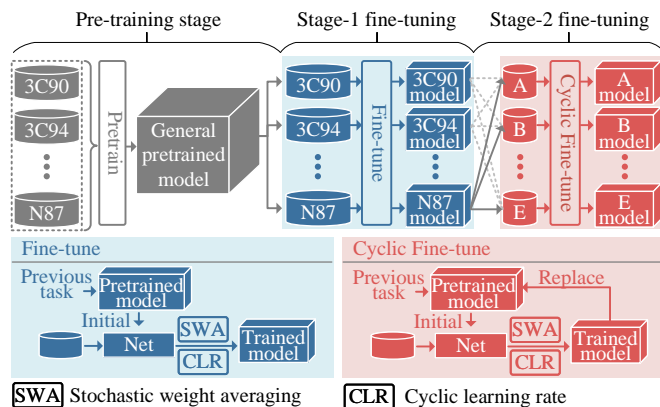 Pre-training stage
Stage-1 fine-tuning
Stage-2 fine-tuning
3C90
3C94
N87
Pretrain
General
pretrained
model
3C90
3C94
N87
Fine-tune
3C90
model
3C94
model
N87
model
A
B
E
Cyclic Fine-tune
A
model
B
model
E
model
Fine-tune
Previous
task
Pretrained
model
Initial
Net
SWA
CLR
Trained
model
Cyclic Fine-tune
Previous
task
Pretrained
model
Replace
Initial
Net
SWA
CLR
Trained
model
SWA Stochastic weight averaging
CLR Cyclic learning rate